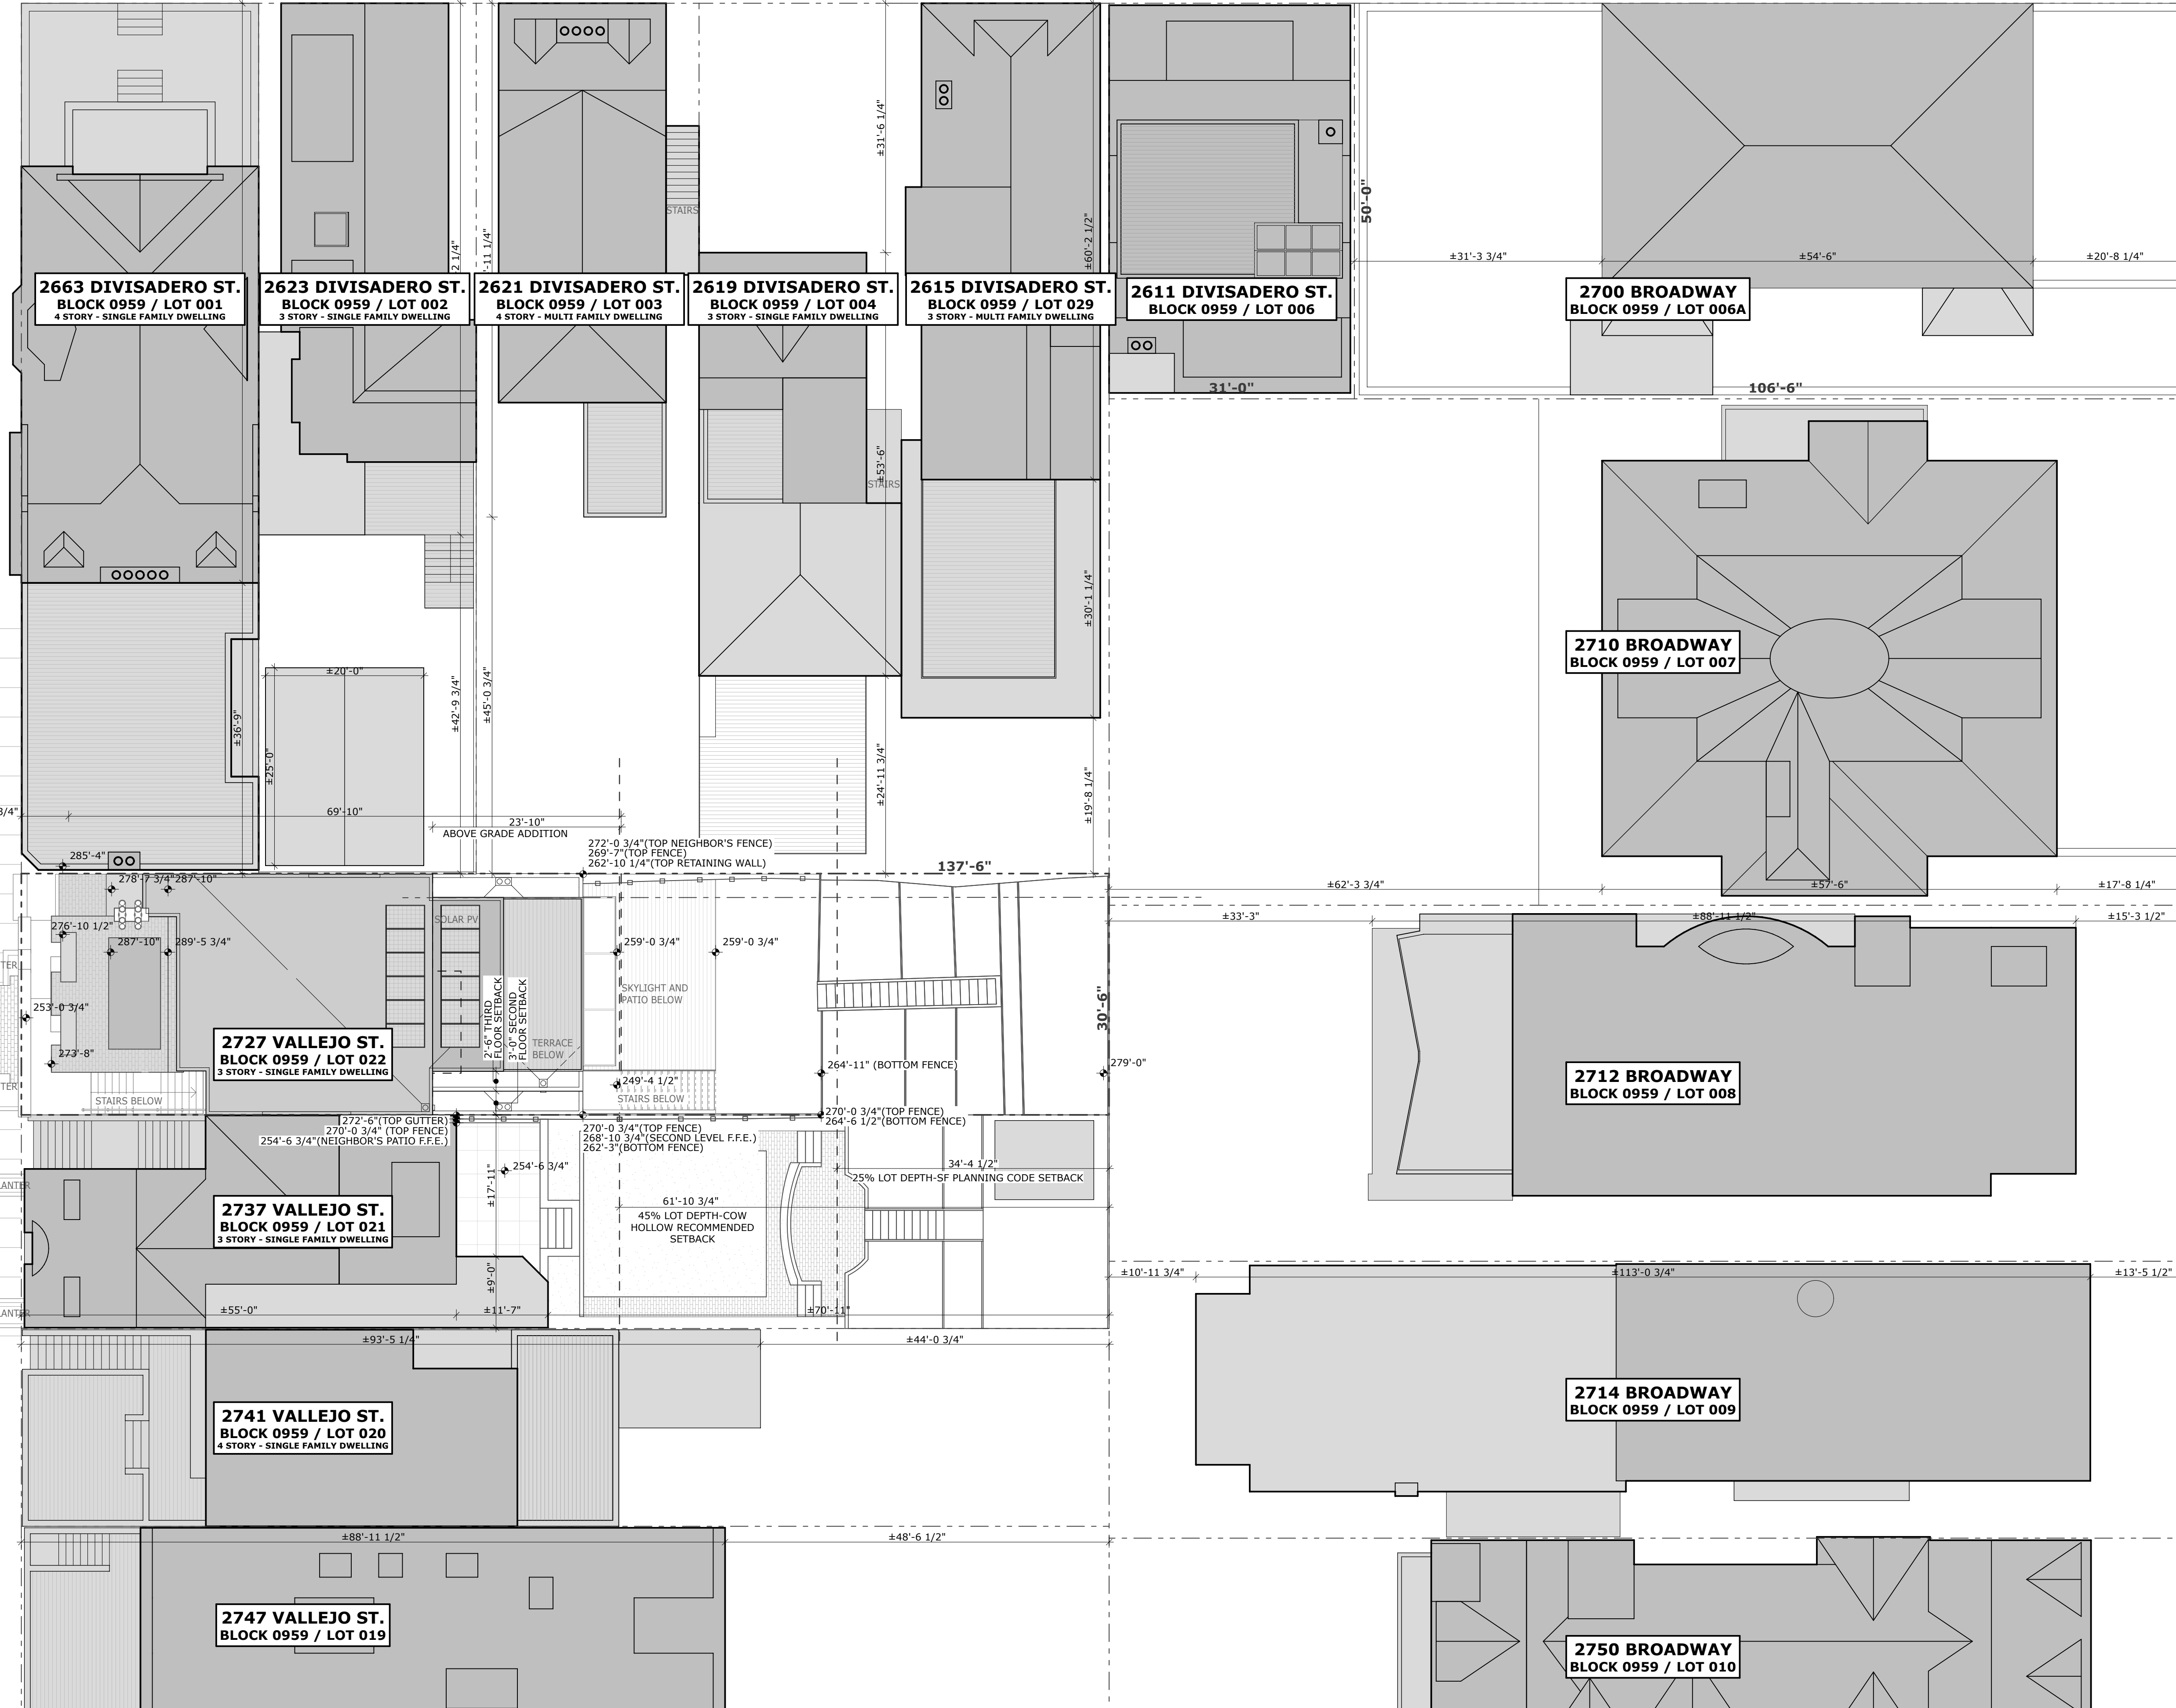 ±31'-6 1/4"
STAIRS
50'-0"
±60'-2 1/2"
2 1/4"
'-11 1/4"
±31'-3 3/4"
±54'-6"
±20'-8 1/4"
2663 DIVISADERO ST.
BLOCK 0959 / LOT 001
4 STORY - SINGLE FAMILY DWELLING
2623 DIVISADERO ST.
BLOCK 0959 / LOT 002
3 STORY - SINGLE FAMILY DWELLING
2621 DIVISADERO ST.
BLOCK 0959 / LOT 003
4 STORY - MULTI FAMILY DWELLING
2619 DIVISADERO ST.
BLOCK 0959 / LOT 004
3 STORY - SINGLE FAMILY DWELLING
2615 DIVISADERO ST.
BLOCK 0959 / LOT 029
3 STORY - MULTI FAMILY DWELLING
2611 DIVISADERO ST.
BLOCK 0959 / LOT 006
2700 BROADWAY
BLOCK 0959 / LOT 006A
31'-0"
106'-6"
±53'-6"
STAIRS
±30'-1 1/4"
2710 BROADWAY
BLOCK 0959 / LOT 007
±20'-0"
±36'-9"
±25'-0"
±42'-9 3/4"
±45'-0 3/4"
±24'-11 3/4"
±19'-8 1/4"
3/4"
69'-10"
23'-10"
ABOVE GRADE ADDITION
272'-0 3/4"(TOP NEIGHBOR'S FENCE)
269'-7"(TOP FENCE)
262'-10 1/4"(TOP RETAINING WALL)
137'-6"
285'-4"
278'-7 3/4"
287'-10"
±62'-3 3/4"
±57'-6"
±17'-8 1/4"
±33'-3"
±88'-11 1/2"
±15'-3 1/2"
SOLAR PV
276'-10 1/2"
287'-10"
289'-5 3/4"
259'-0 3/4"
259'-0 3/4"
TER
SKYLIGHT AND
PATIO BELOW
253'-0 3/4"
2'-6" THIRD
FLOOR SETBACK
3'-0" SECOND
FLOOR SETBACK
30'-6"
2727 VALLEJO ST.
BLOCK 0959 / LOT 022
3 STORY - SINGLE FAMILY DWELLING
TERRACE
BELOW
273'-8"
264'-11" (BOTTOM FENCE)
279'-0"
2712 BROADWAY
BLOCK 0959 / LOT 008
249'-4 1/2"
TER
STAIRS BELOW
STAIRS BELOW
270'-0 3/4"(TOP FENCE)
264'-6 1/2"(BOTTOM FENCE)
272'-6"(TOP GUTTER)
270'-0 3/4" (TOP FENCE)
254'-6 3/4"(NEIGHBOR'S PATIO F.F.E.)
270'-0 3/4"(TOP FENCE)
268'-10 3/4"(SECOND LEVEL F.F.E.)
262'-3"(BOTTOM FENCE)
254'-6 3/4"
34'-4 1/2"
25% LOT DEPTH-SF PLANNING CODE SETBACK
LANTER
±17'-11"
2737 VALLEJO ST.
BLOCK 0959 / LOT 021
3 STORY - SINGLE FAMILY DWELLING
61'-10 3/4"
45% LOT DEPTH-COW
HOLLOW RECOMMENDED
SETBACK
±9'-0"
±10'-11 3/4"
±113'-0 3/4"
±13'-5 1/2"
LANTER
±55'-0"
±11'-7"
±70'-11"
±93'-5 1/4"
±44'-0 3/4"
2714 BROADWAY
BLOCK 0959 / LOT 009
2741 VALLEJO ST.
BLOCK 0959 / LOT 020
4 STORY - SINGLE FAMILY DWELLING
±88'-11 1/2"
±48'-6 1/2"
2747 VALLEJO ST.
BLOCK 0959 / LOT 019
2750 BROADWAY
BLOCK 0959 / LOT 010